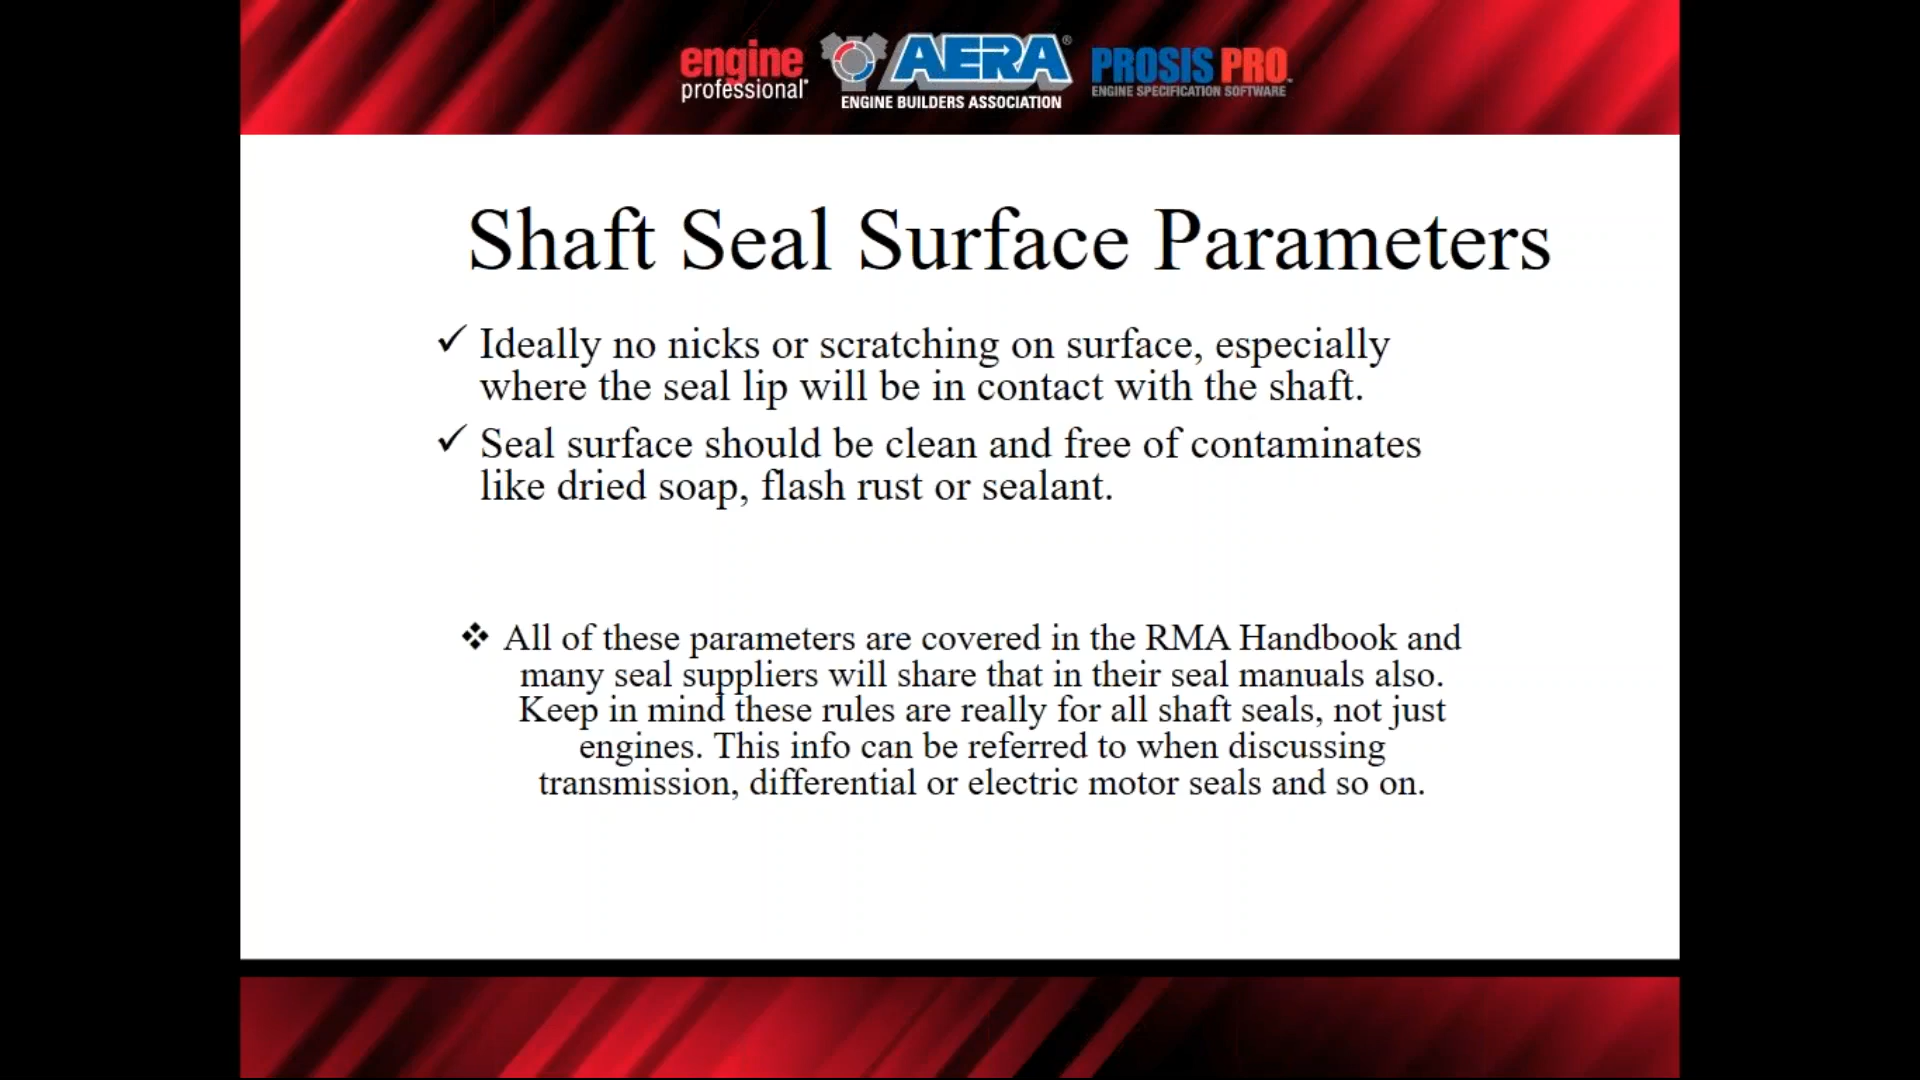 engine
professional
AERA®
ENGINE BUILDERS ASSOCIATION
PROSIS PRO™
ENGINE SPECIFICATION SOFTWARE
Shaft Seal Surface Parameters
✓ Ideally no nicks or scratching on surface, especially
where the seal lip will be in contact with the shaft.
✓ Seal surface should be clean and free of contaminates
like dried soap, flash rust or sealant.
❖ All of these parameters are covered in the RMA Handbook and
many seal suppliers will share that in their seal manuals also.
Keep in mind these rules are really for all shaft seals, not just
engines. This info can be referred to when discussing
transmission, differential or electric motor seals and so on.